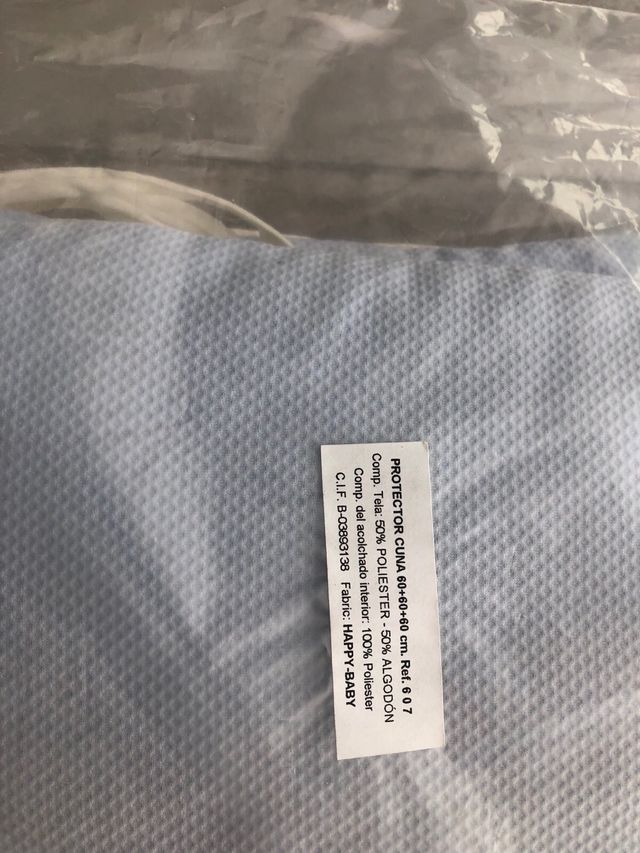 PROTECTOR CUNA 60+60+60 cm. Ref. 6 0 7
Comp. Tela: 50% POLIESTER - 50% ALGODÓN
Comp. del acolchado interior: 100% Poliester
C.I.F. B-03893138 Fabric: HAPPY-BABY